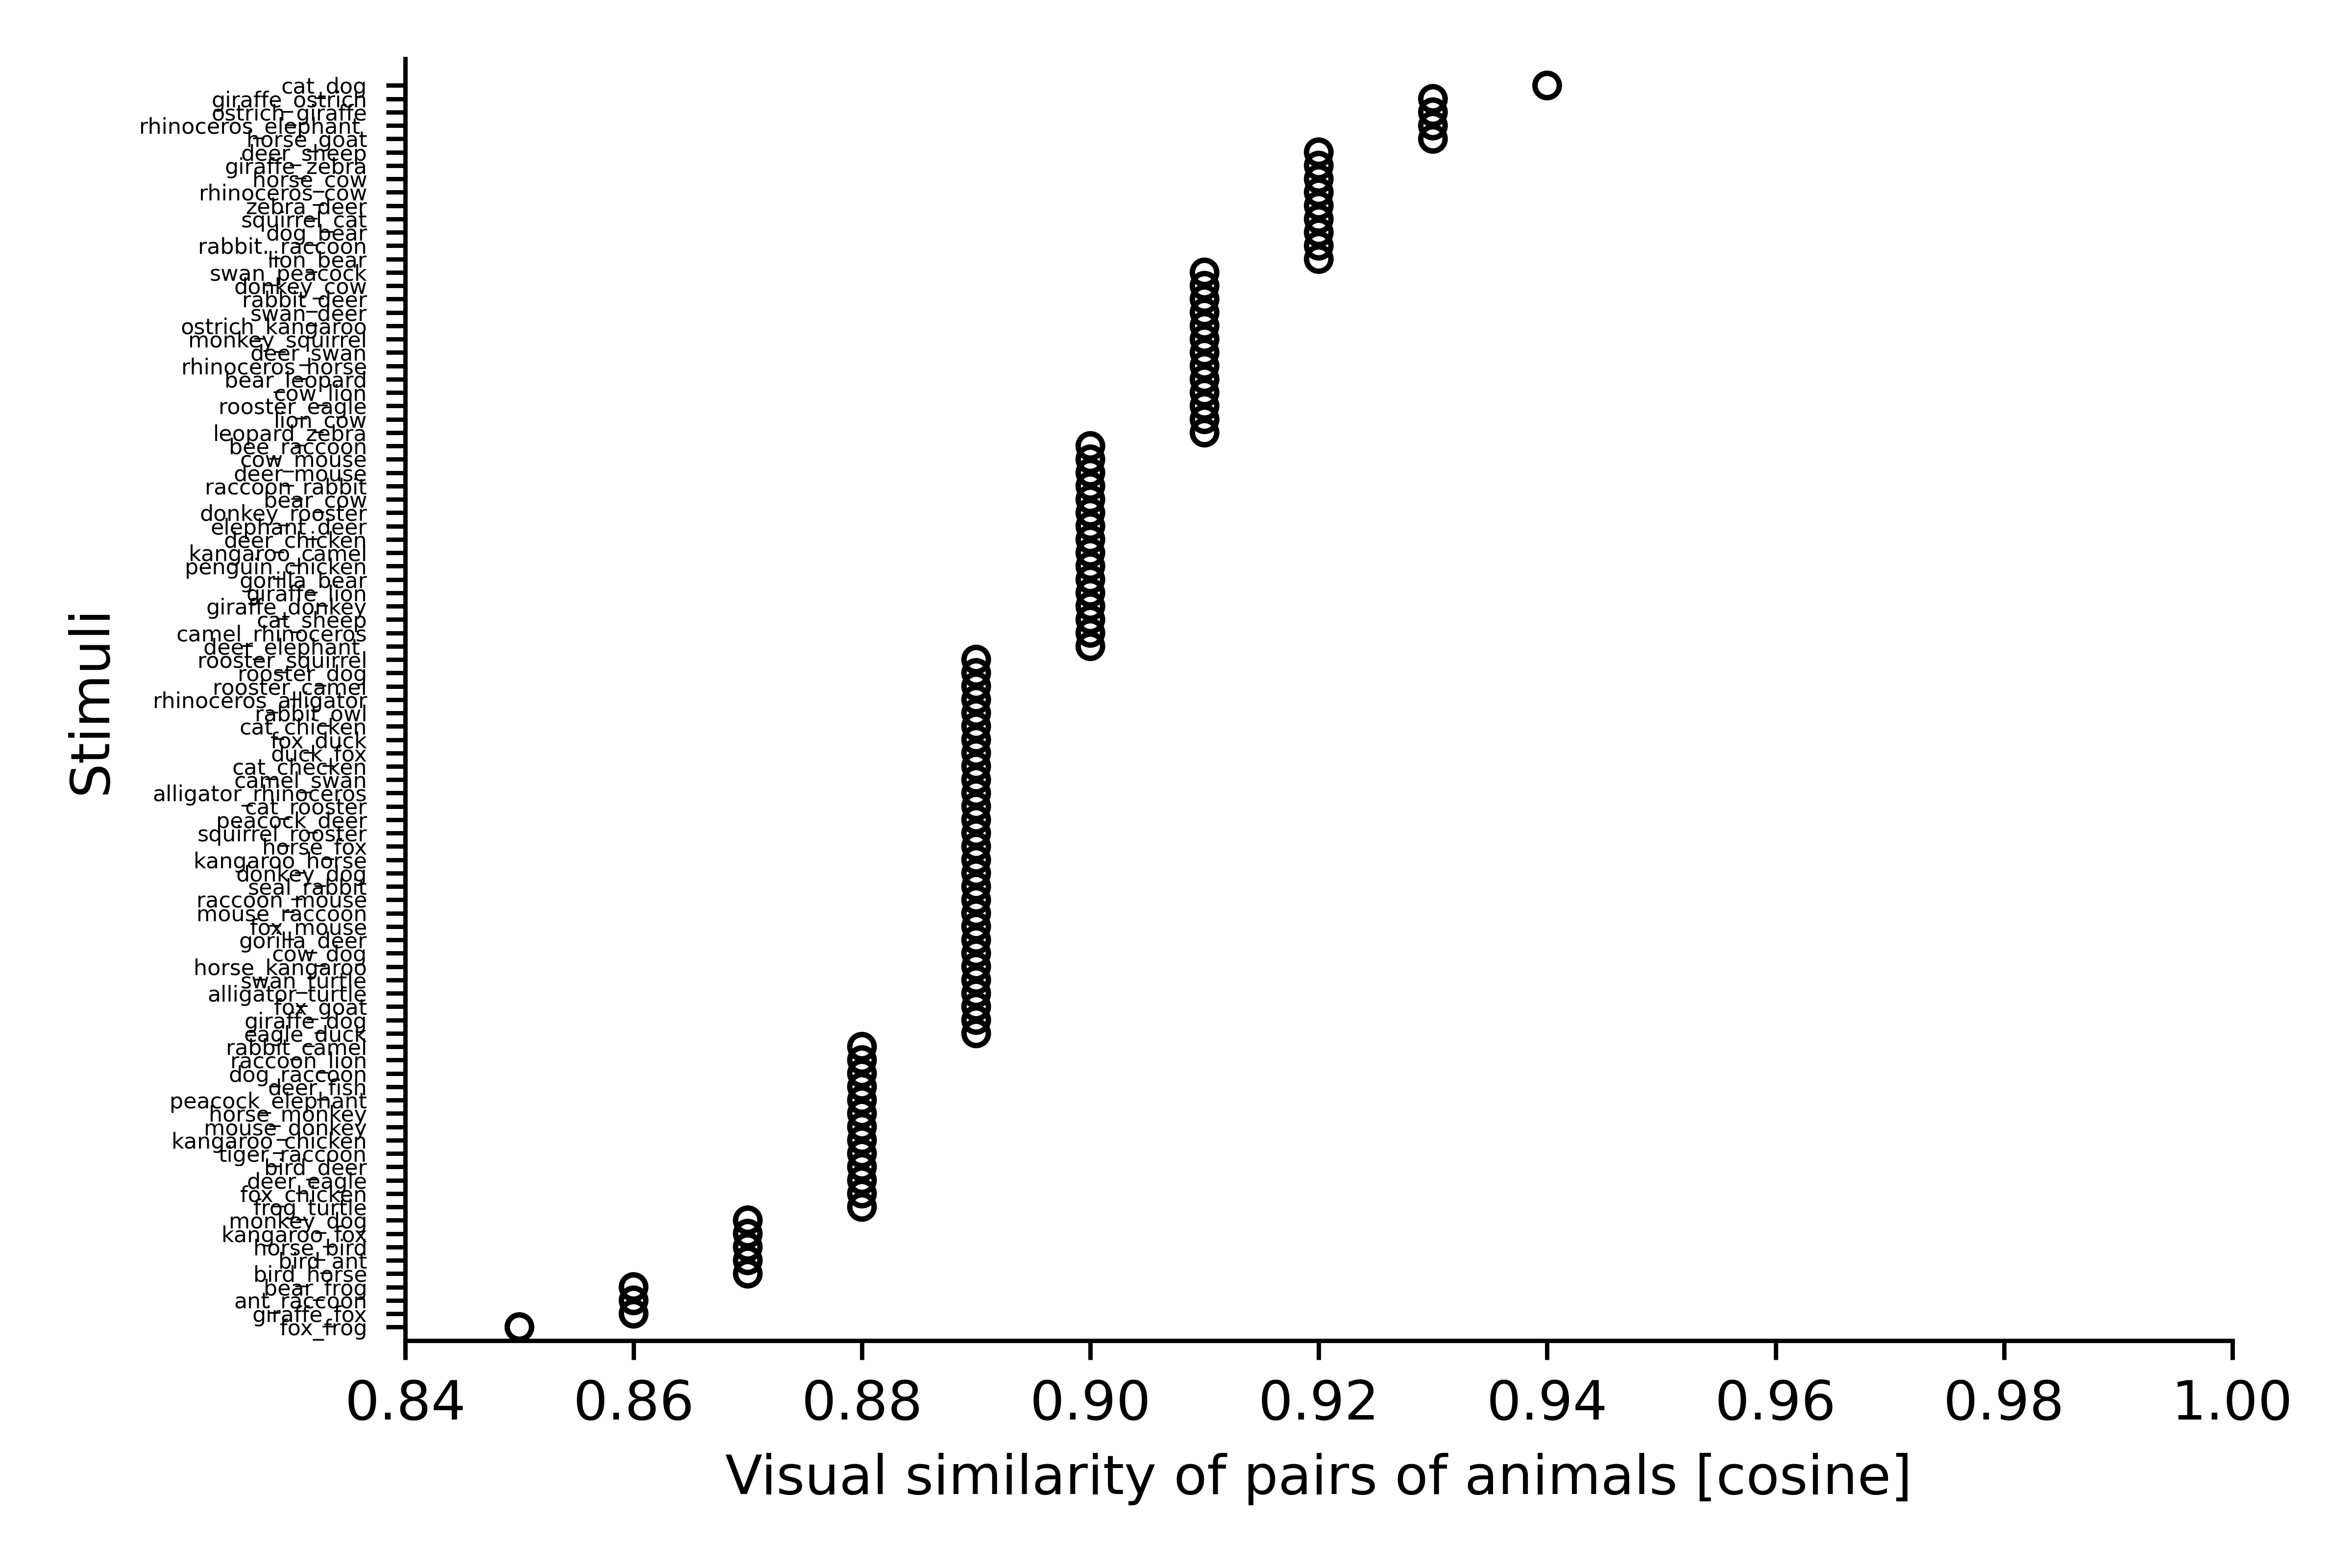 cat_dog
giraffe_ostrich
ostrich_giraffe
rhinoceros_elephant
horse_goat
deer_sheep
giraffe_zebra
horse_cow
rhinoceros_cow
zebra_deer
squirrel_cat
dog_bear
rabbit._raccoon
lion_bear
swan_peacock
donkey_cow
rabbit_deer
swan_deer
ostrich_kangaroo
monkey_squirrel
deer_swan
rhinoceros_horse
bear_leopard
cow_lion
rooster_eagle
lion_cow
leopard_zebra
bee_raccoon
cow_mouse
deer_mouse
raccoon_rabbit
bear_cow
donkey_rooster
elephant_deer
deer_chicken
kangaroo_camel
penguin_chicken
gorilla_bear
giraffe_lion
giraffe_donkey
cat_sheep
camel_rhinoceros
deer_elephant
rooster_squirrel
rooster_dog
rooster_camel
rhinoceros_alligator
rabbit_owl
cat_chicken
fox_duck
duck_fox
cat_checken
camel_swan
alligator_rhinoceros
cat_rooster
peacock_deer
squirrel_rooster
horse_fox
kangaroo_horse
donkey_dog
seal_rabbit
raccoon_mouse
mouse_raccoon
fox_mouse
gorilla_deer
cow_dog
horse_kangaroo
swan_turtle
alligator_turtle
fox_goat
giraffe_dog
eagle_duck
rabbit_camel
raccoon_lion
dog_raccoon
deer_fish
peacock_elephant
horse_monkey
mouse_donkey
kangaroo_chicken
tiger_raccoon
bird_deer
deer_eagle
fox_chicken
frog_turtle
monkey_dog
kangaroo_fox
horse_bird
bird_ant
bird_horse
bear_frog
ant_raccoon
giraffe_fox
fox_frog
Stimuli
0.84 0.86 0.88 0.90 0.92 0.94 0.96 0.98 1.00
Visual similarity of pairs of animals [cosine]